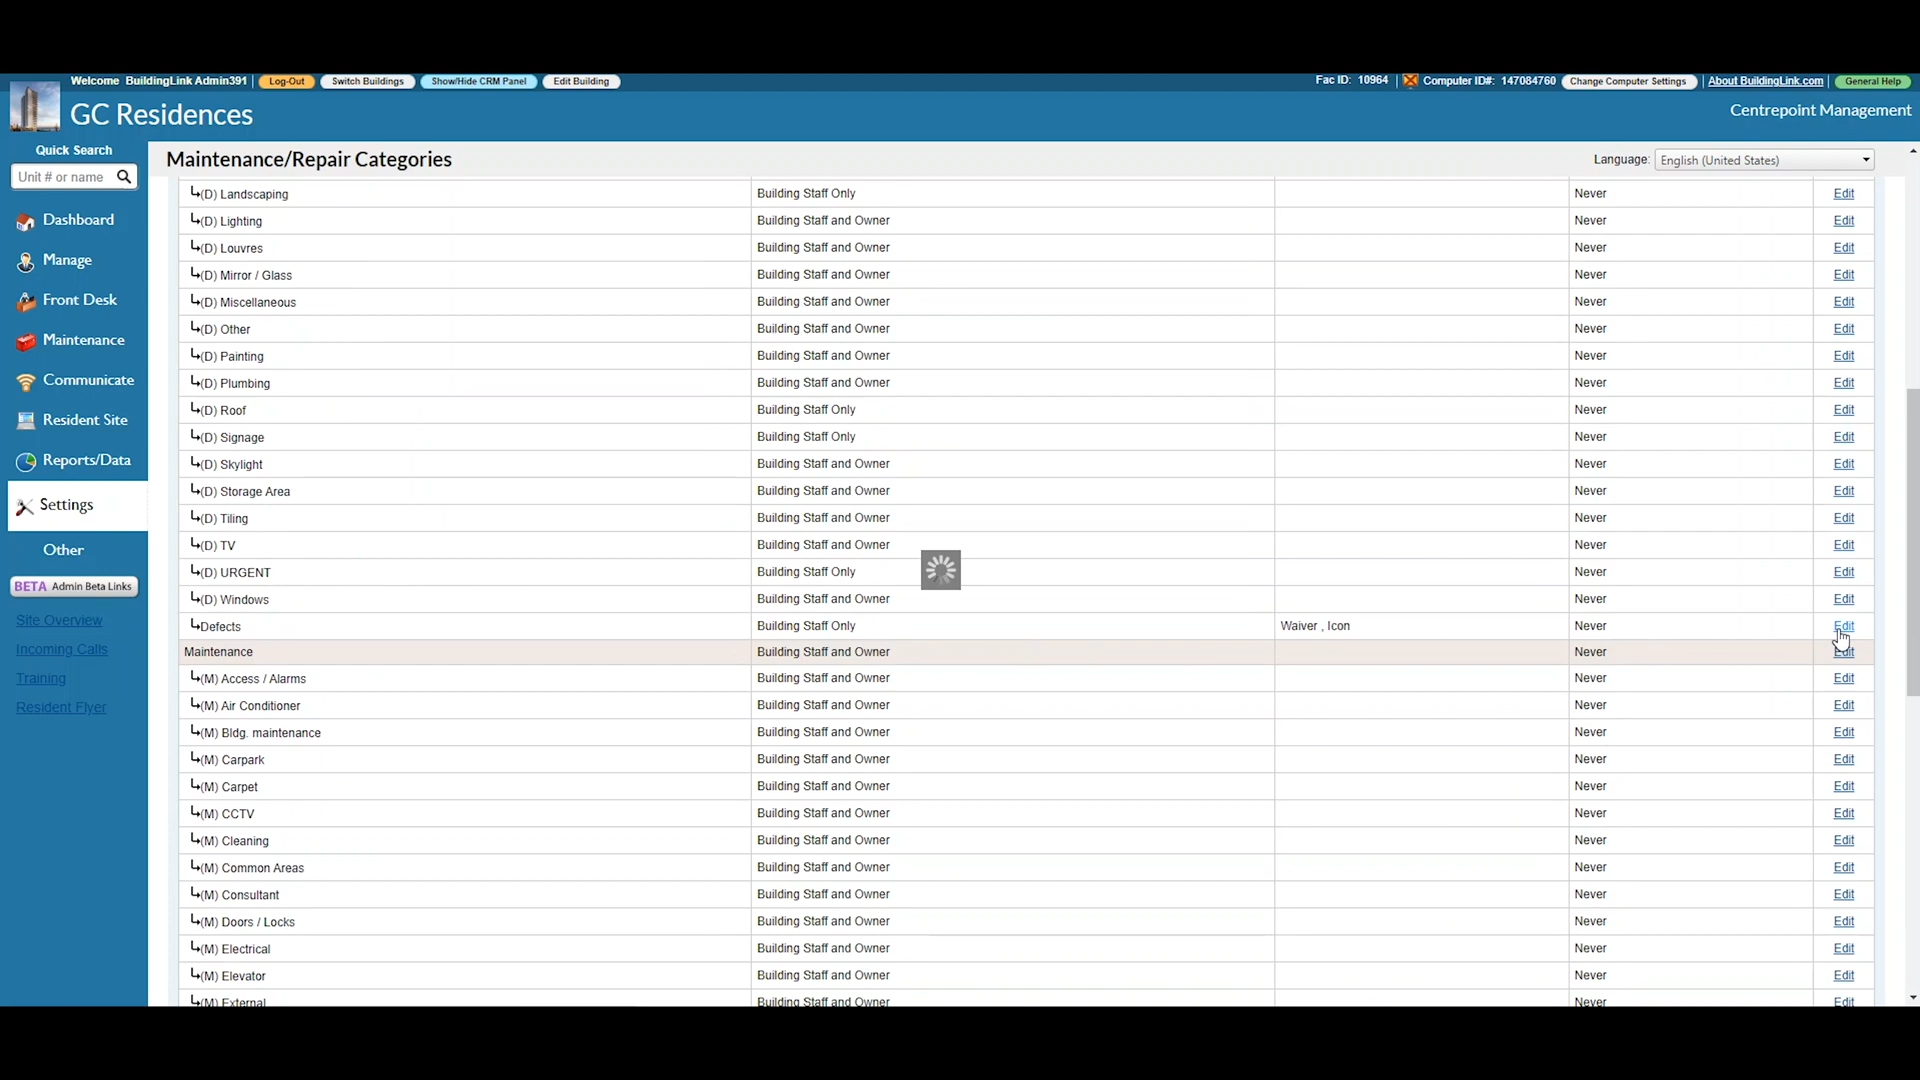 Welcome BuildingLink Admin391 Log-Out Switch Buildings Show/Hide CRM Panel Edit Building Fac ID: 10964 Computer ID#: 147084760 Change Computer Settings About BuildingLink.com General Help
GC Residences Centrepoint Management
Quick Search
Unit # or name
Dashboard
Manage
Front Desk
Maintenance
Communicate
Resident Site
Reports/Data
Settings
Other
BETA Admin Beta Links
Site Overview
Incoming Calls
Training
Resident Flyer
Maintenance/Repair Categories Language: English (United States)
(D) Landscaping Building Staff Only Never Edit
(D) Lighting Building Staff and Owner Never Edit
(D) Louvres Building Staff and Owner Never Edit
(D) Mirror / Glass Building Staff and Owner Never Edit
(D) Miscellaneous Building Staff and Owner Never Edit
(D) Other Building Staff and Owner Never Edit
(D) Painting Building Staff and Owner Never Edit
(D) Plumbing Building Staff and Owner Never Edit
(D) Roof Building Staff Only Never Edit
(D) Signage Building Staff Only Never Edit
(D) Skylight Building Staff and Owner Never Edit
(D) Storage Area Building Staff and Owner Never Edit
(D) Tiling Building Staff and Owner Never Edit
(D) TV Building Staff and Owner Never Edit
(D) URGENT Building Staff Only Never Edit
(D) Windows Building Staff and Owner Never Edit
Defects Building Staff Only Waiver , Icon Never Edit
Maintenance Building Staff and Owner Never Edit
(M) Access / Alarms Building Staff and Owner Never Edit
(M) Air Conditioner Building Staff and Owner Never Edit
(M) Bldg. maintenance Building Staff and Owner Never Edit
(M) Carpark Building Staff and Owner Never Edit
(M) Carpet Building Staff and Owner Never Edit
(M) CCTV Building Staff and Owner Never Edit
(M) Cleaning Building Staff and Owner Never Edit
(M) Common Areas Building Staff and Owner Never Edit
(M) Consultant Building Staff and Owner Never Edit
(M) Doors / Locks Building Staff and Owner Never Edit
(M) Electrical Building Staff and Owner Never Edit
(M) Elevator Building Staff and Owner Never Edit
(M) External Building Staff and Owner Never Edit